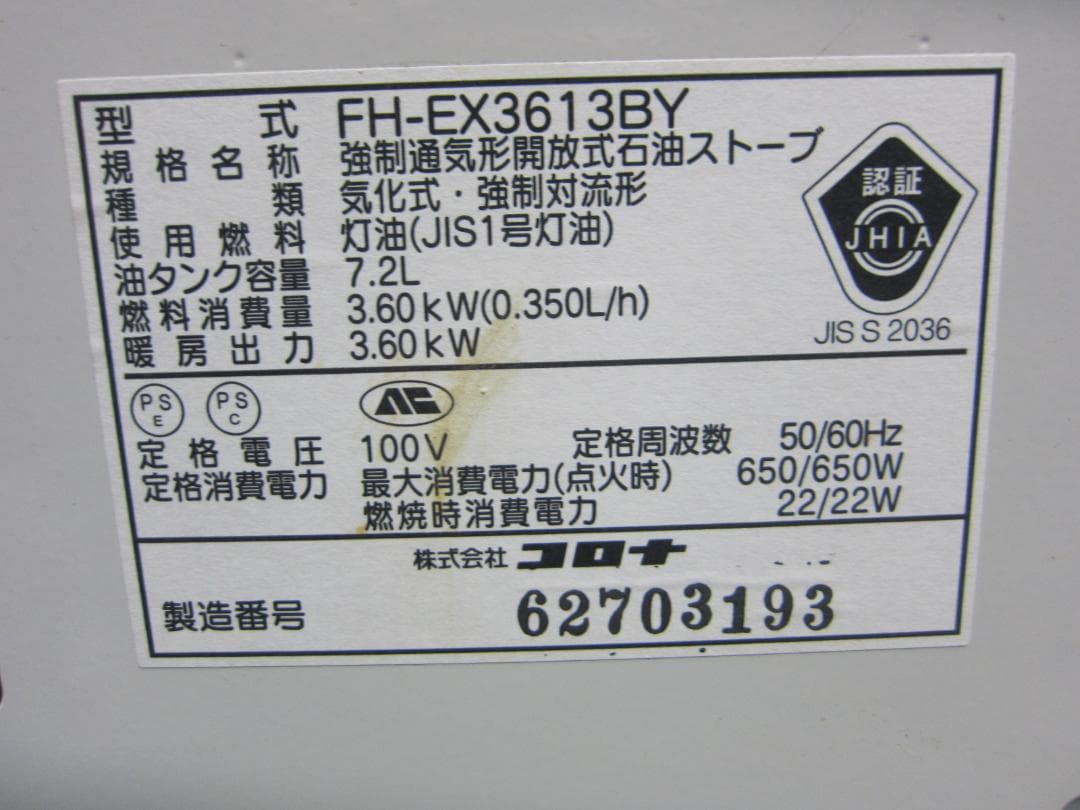 型式 FH-EX3613BY
規格名称 強制通気形開放式石油ストーブ
種類 気化式・強制対流形
使用燃料 灯油(JIS1号灯油)
油タンク容量 7.2L
燃料消費量 3.60kW(0.350L/h)
暖房出力 3.60kW
認証
JHIA
JIS S 2036
PS E PS C
定格電圧 100V 定格周波数 50/60Hz
定格消費電力 最大消費電力(点火時) 650/650W
燃焼時消費電力 22/22W
株式会社 コロナ
製造番号 62703193